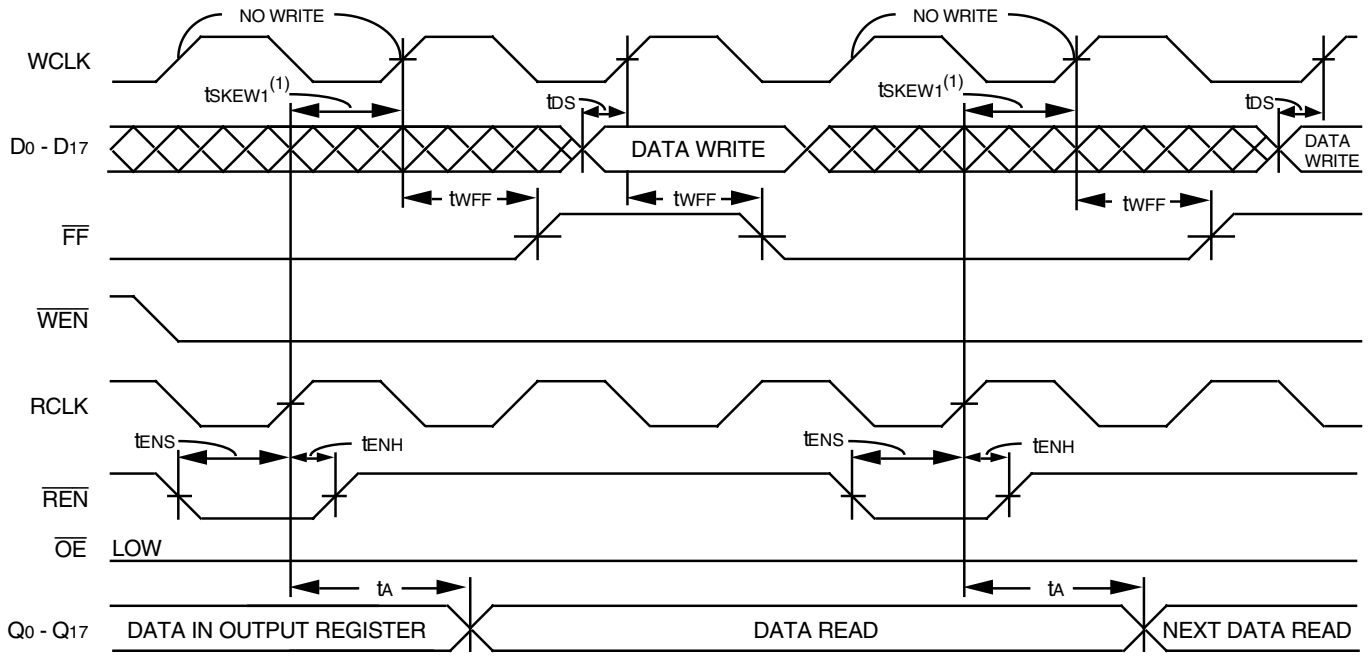 NO WRITE NO WRITE
WCLK
tSKEW1(1) tDS tSKEW1(1) tDS
D0 - D17 DATA WRITE DATA WRITE
tWFF tWFF tWFF
FF
WEN
RCLK
tENS tENH tENS tENH
REN
OE LOW
tA tA
Q0 - Q17 DATA IN OUTPUT REGISTER DATA READ NEXT DATA READ